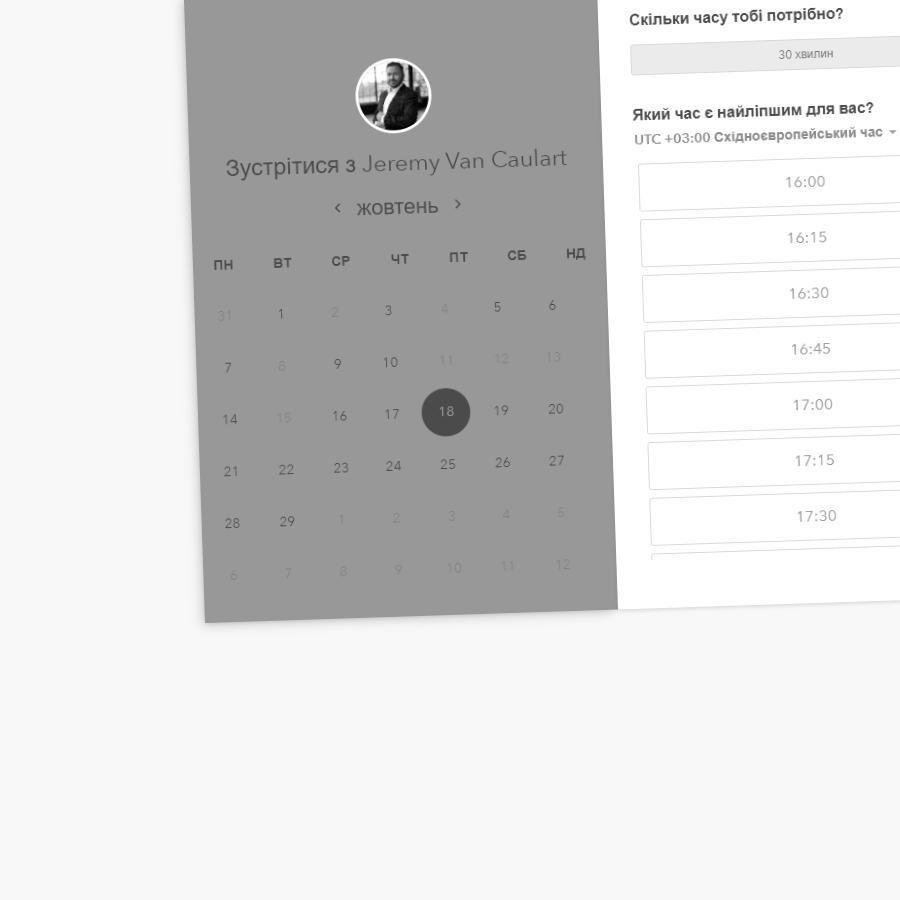 Зустрітися з Jeremy Van Caulart
‹ жовтень ›
ПН ВТ СР ЧТ ПТ СБ НД
31 1 2 3 4 5 6
7 8 9 10 11 12 13
14 15 16 17 18 19 20
21 22 23 24 25 26 27
28 29 1 2 3 4 5
6 7 8 9 10 11 12
Скільки часу тобі потрібно?
30 хвилин
Який час є найліпшим для вас?
UTC +03:00 Східноєвропейський час
16:00
16:15
16:30
16:45
17:00
17:15
17:30